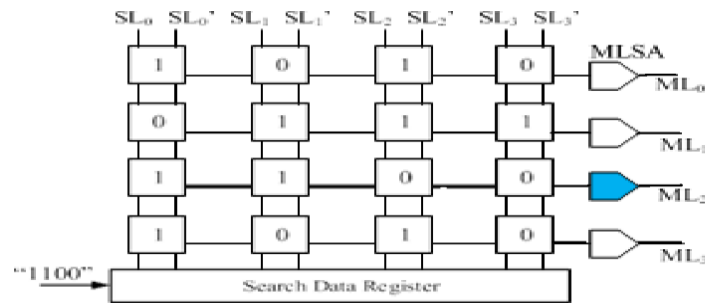 SL₀ SL₀’ SL₁ SL₁’ SL₂ SL₂’ SL₃ SL₃’
MLSA
1 0 1 0
ML₀
0 1 1 1
ML₁
1 1 0 0
ML₂
1 0 1 0
ML₃
“1100”
Search Data Register